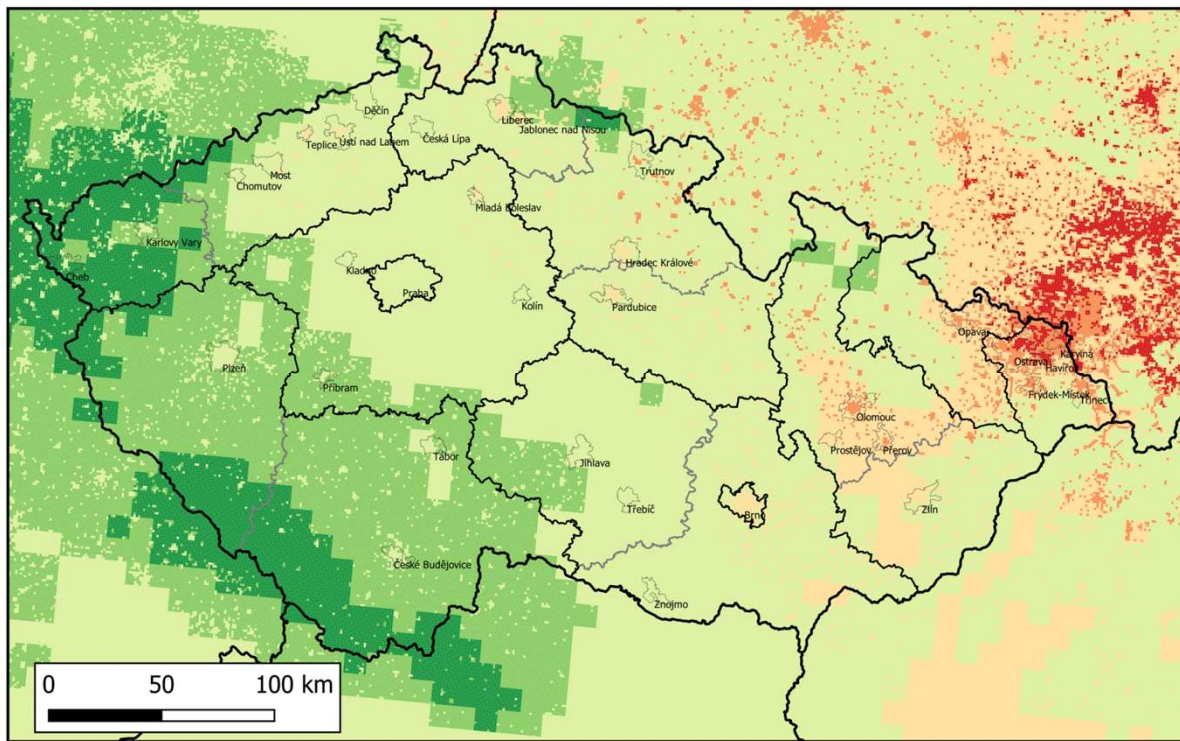 Děčín
Liberec
Jablonec nad Nisou
Teplice
Ústí nad Labem
Česká Lípa
Most
Chomutov
Trutnov
Mladá Boleslav
Karlovy Vary
Hradec Králové
Cheb
Kladno
Praha
Kolín
Pardubice
Opava
Karviná
Ostrava
Havířov
Plzeň
Příbram
Frýdek-Místek
Třinec
Olomouc
Prostějov
Přerov
Tábor
Jihlava
Třebíč
Brno
Zlín
České Budějovice
Znojmo
0 50 100 km